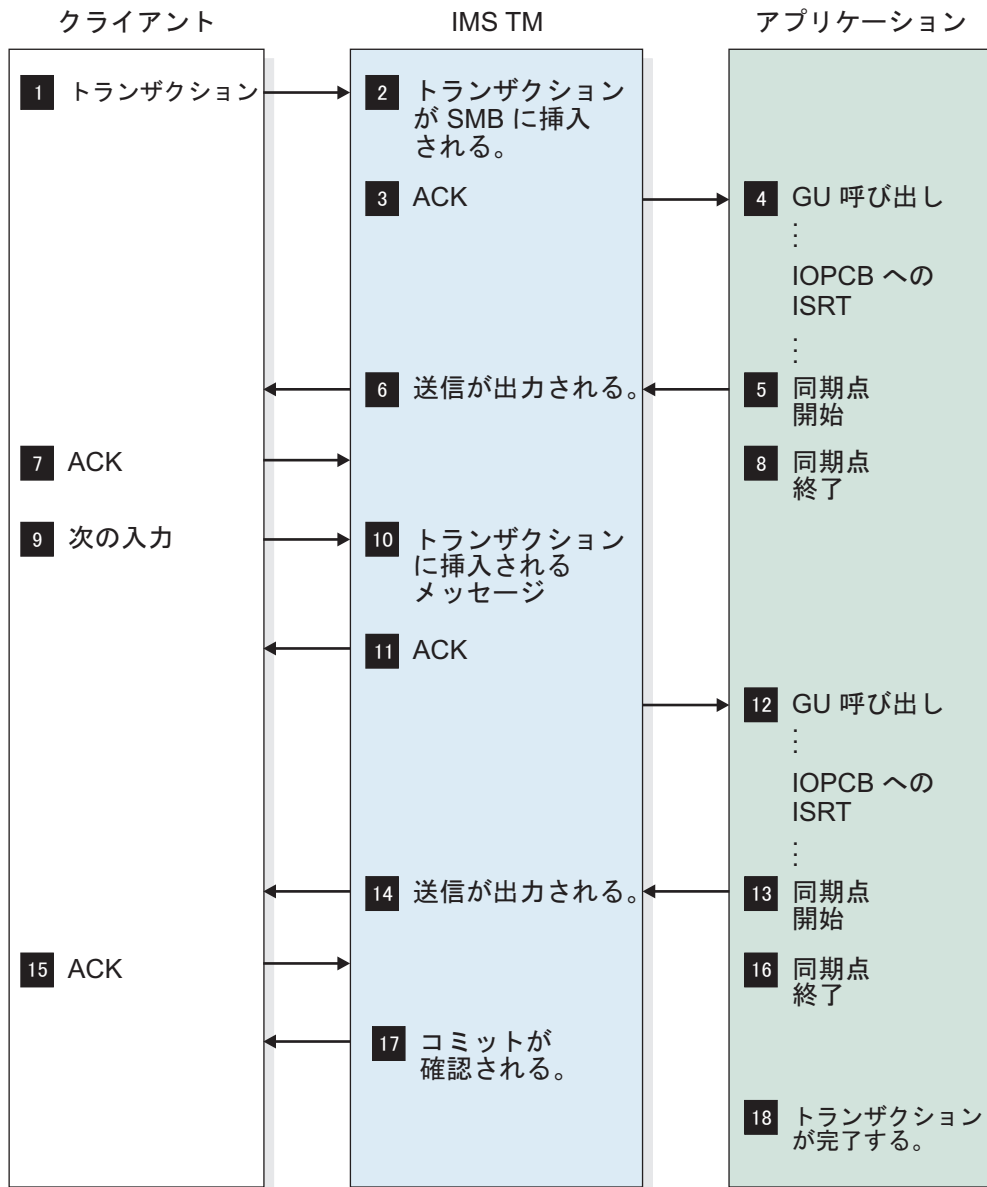 クライアント
IMS TM
アプリケーション
1 トランザクション
2 トランザクション
が SMB に挿入
される。
3 ACK
4 GU 呼び出し
⋮
IOPCB への
ISRT
⋮
5 同期点
開始
6 送信が出力される。
7 ACK
8 同期点
終了
9 次の入力
10 トランザクション
に挿入される
メッセージ
11 ACK
12 GU 呼び出し
⋮
IOPCB への
ISRT
⋮
13 同期点
開始
14 送信が出力される。
15 ACK
16 同期点
終了
17 コミットが
確認される。
18 トランザクション
が完了する。